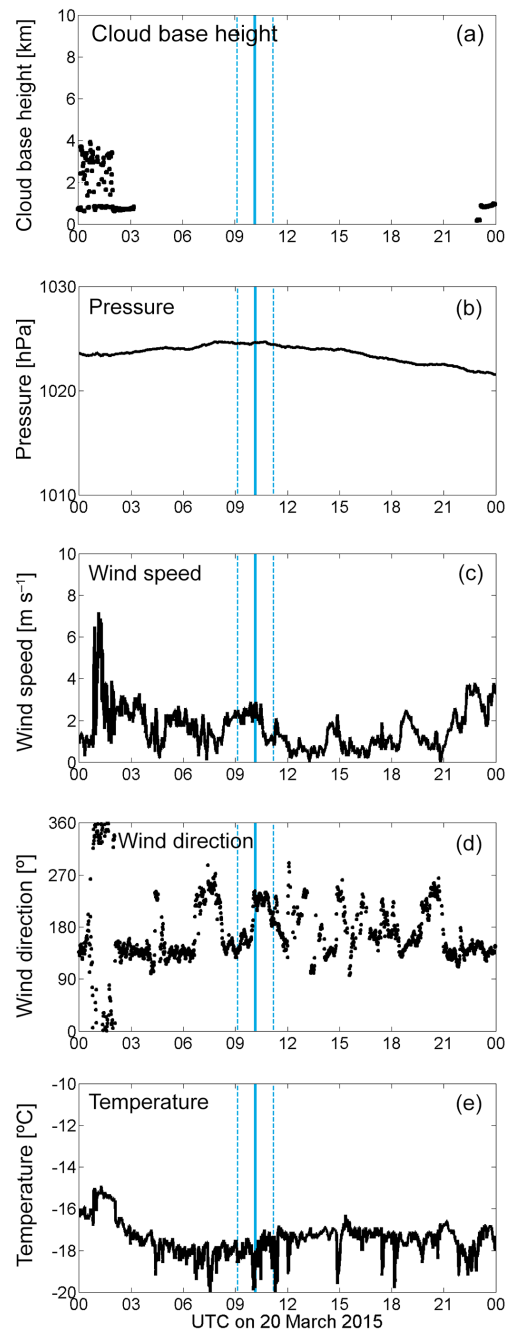 Cloud base height
(a)
Cloud base height [km]
10
8
6
4
2
0
00 03 06 09 12 15 18 21 00
Pressure
(b)
Pressure [hPa]
1030
1020
1010
00 03 06 09 12 15 18 21 00
Wind speed
(c)
Wind speed [m s⁻¹]
10
8
6
4
2
0
00 03 06 09 12 15 18 21 00
Wind direction
(d)
Wind direction [º]
360
270
180
90
0
00 03 06 09 12 15 18 21 00
Temperature
(e)
Temperature [ºC]
-10
-12
-14
-16
-18
-20
00 03 06 09 12 15 18 21 00
UTC on 20 March 2015